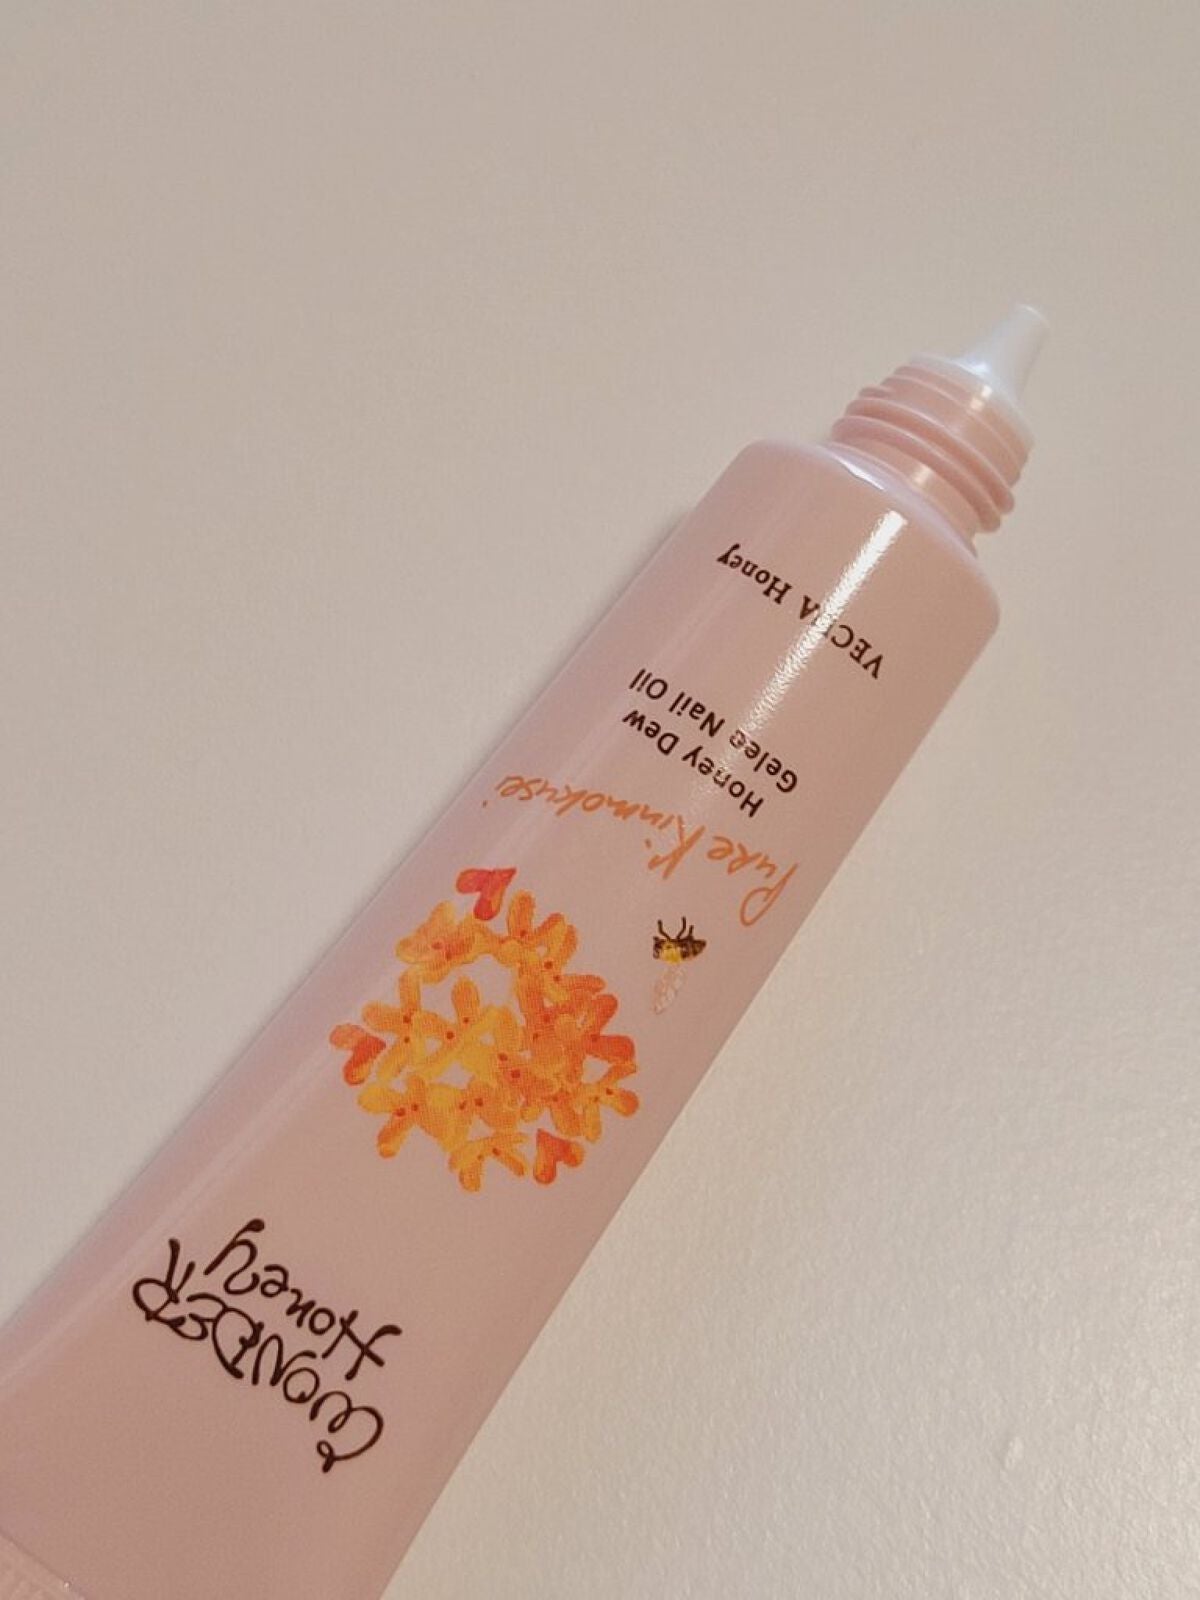 WONDER
Honey
Pure Kinmokusei
Honey Dew
Gelee Nail Oil
VECUA Honey